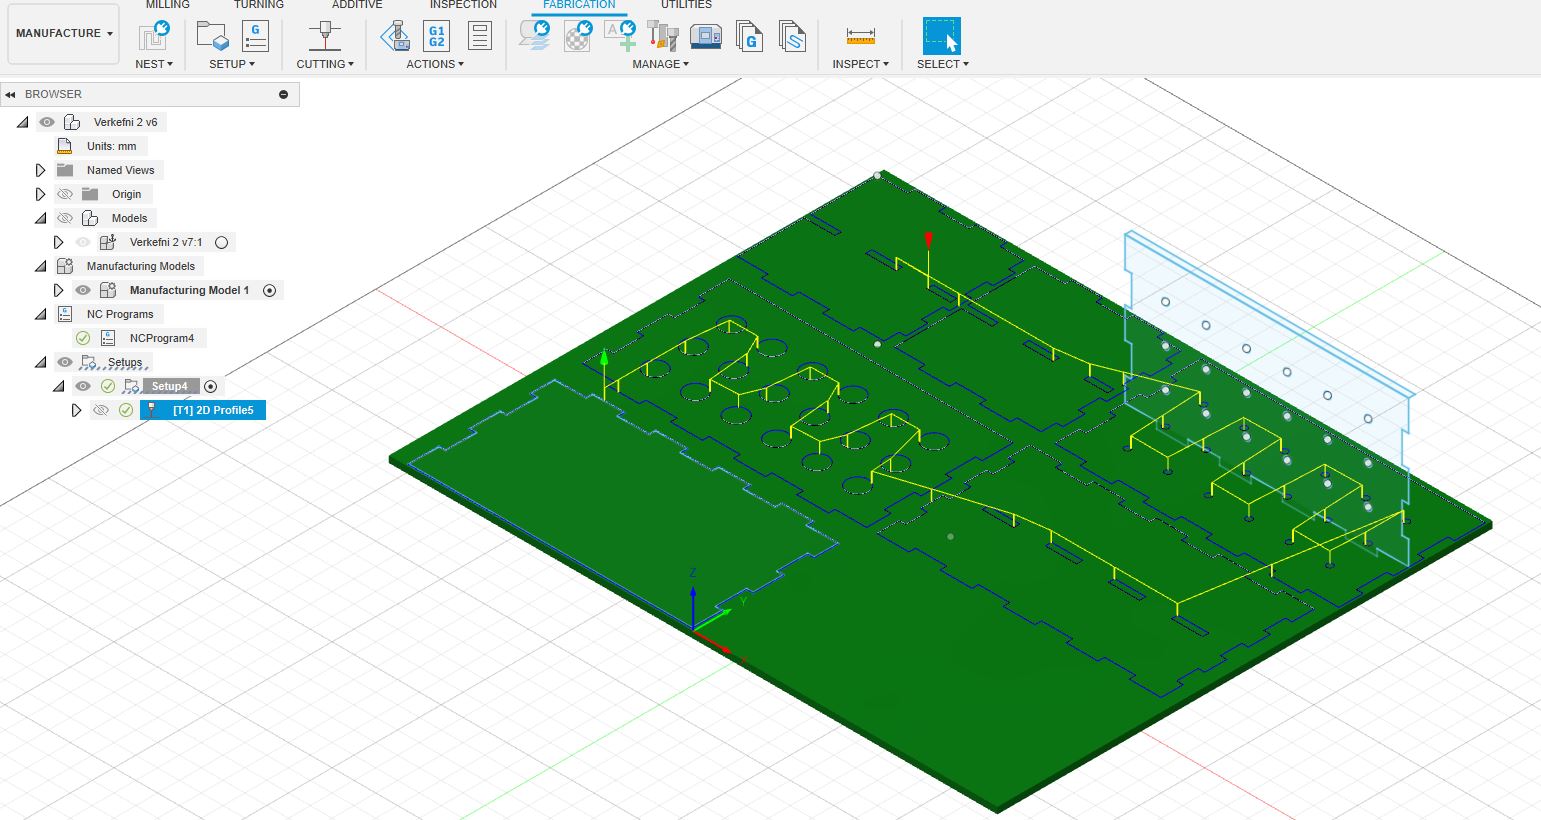 MILLING TURNING ADDITIVE INSPECTION FABRICATION UTILITIES
MANUFACTURE
G
G1
G2
A
G
NEST SETUP CUTTING ACTIONS MANAGE INSPECT SELECT
BROWSER
Verkefni 2 v6
Units: mm
Named Views
Origin
Models
Verkefni 2 v7:1
Manufacturing Models
Manufacturing Model 1
NC Programs
NCProgram4
Setups
Setup4
[T1] 2D Profile5
Z
Y
X